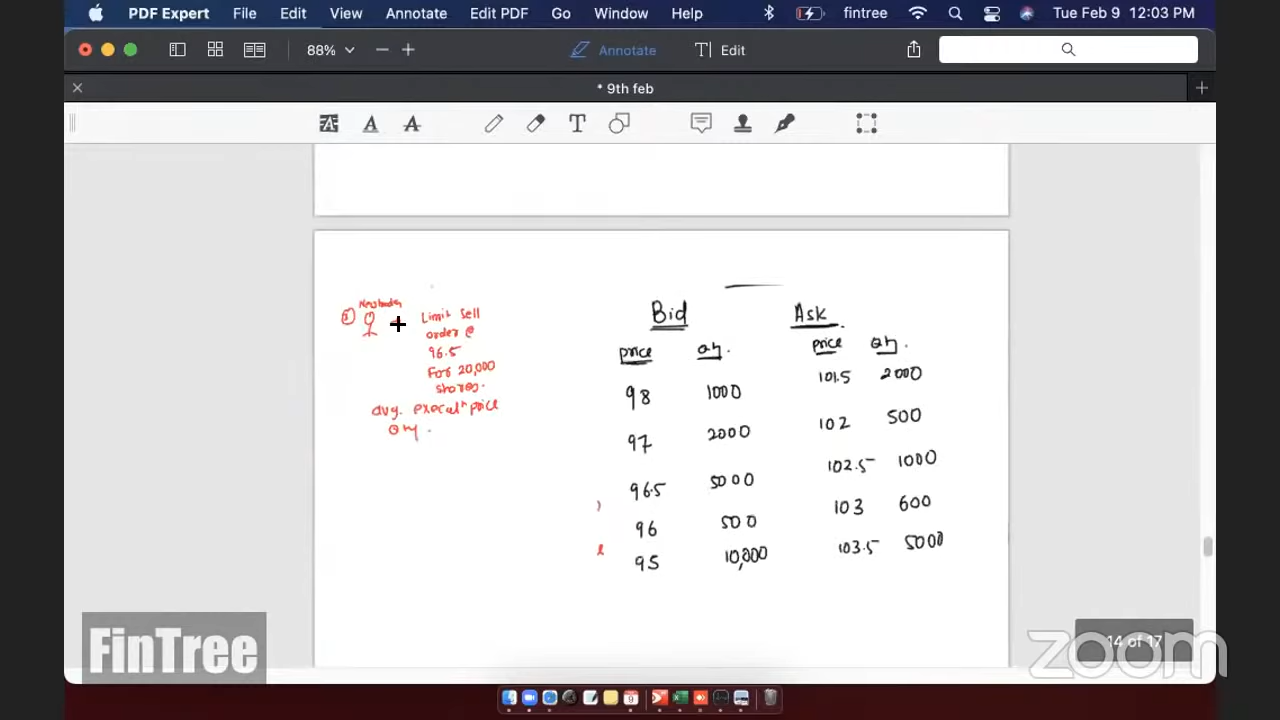 PDF Expert File Edit View Annotate Edit PDF Go Window Help fintree Tue Feb 9 12:03 PM
88% Annotate Edit
* 9th feb
Limit sell
order @
96.5
For 20,000
shares.
avg. execuⁿ price
Qty.
Bid Ask
price Qty. price Qty.
98 1000 101.5 2000
97 2000 102 500
96.5 5000 102.5 1000
96 500 103 600
95 10,000 103.5 5000
FinTree
14 of 17
zoom